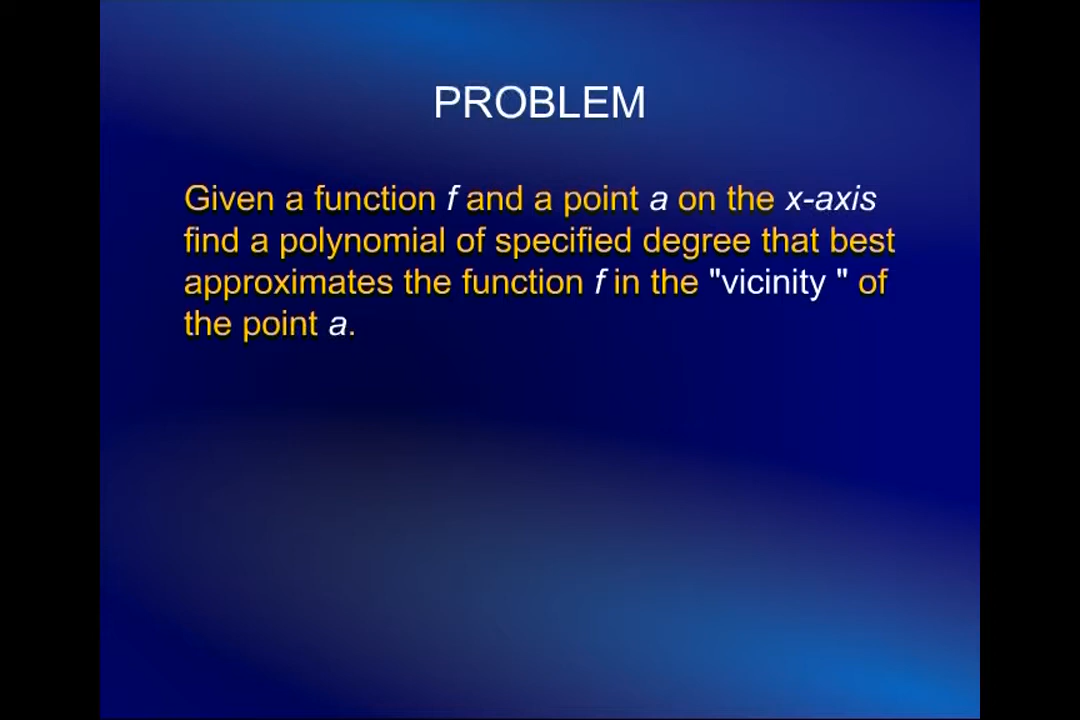 PROBLEM
Given a function f and a point a on the x-axis
find a polynomial of specified degree that best
approximates the function f in the "vicinity " of
the point a.